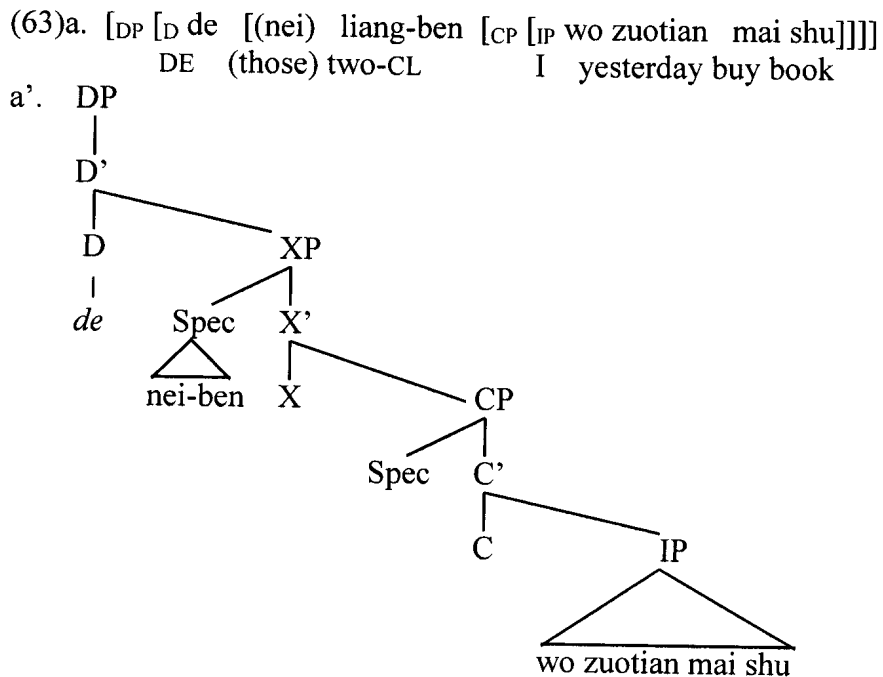 (63)a. [DP [D de [(nei) liang-ben [CP [IP wo zuotian mai shu]]]]
DE (those) two-CL I yesterday buy book
a’. DP
D’
D XP
de Spec X’
nei-ben X CP
Spec C’
C IP
wo zuotian mai shu